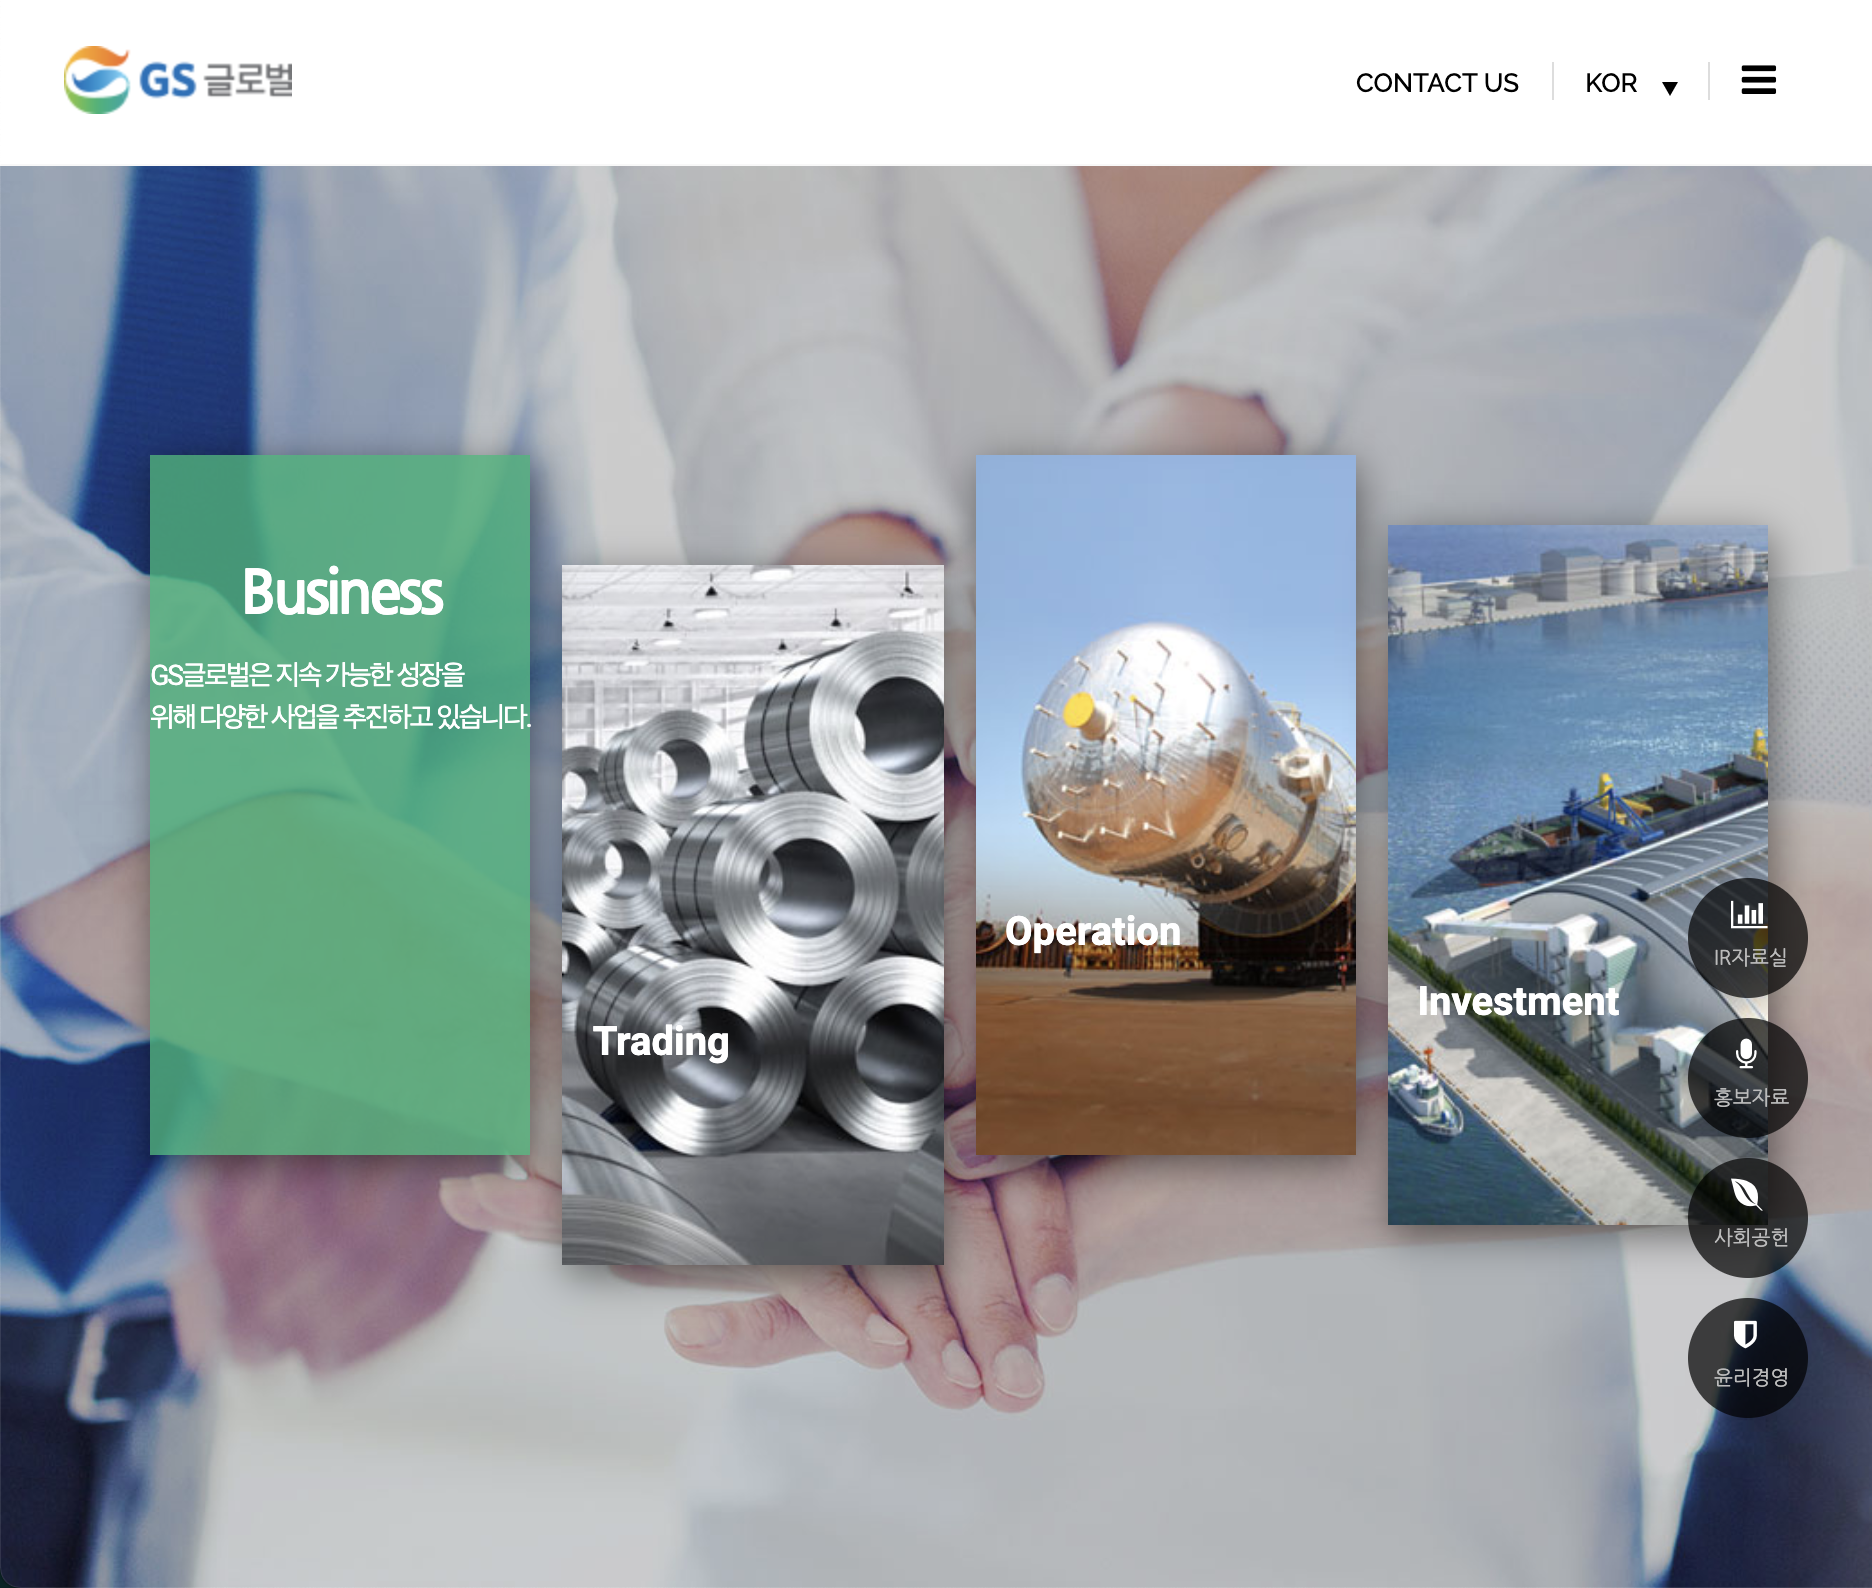 GS 글로벌
CONTACT US
KOR
Business
GS글로벌은 지속 가능한 성장을
위해 다양한 사업을 추진하고 있습니다.
Trading
Operation
Investment
IR자료실
홍보자료
사회공헌
윤리경영